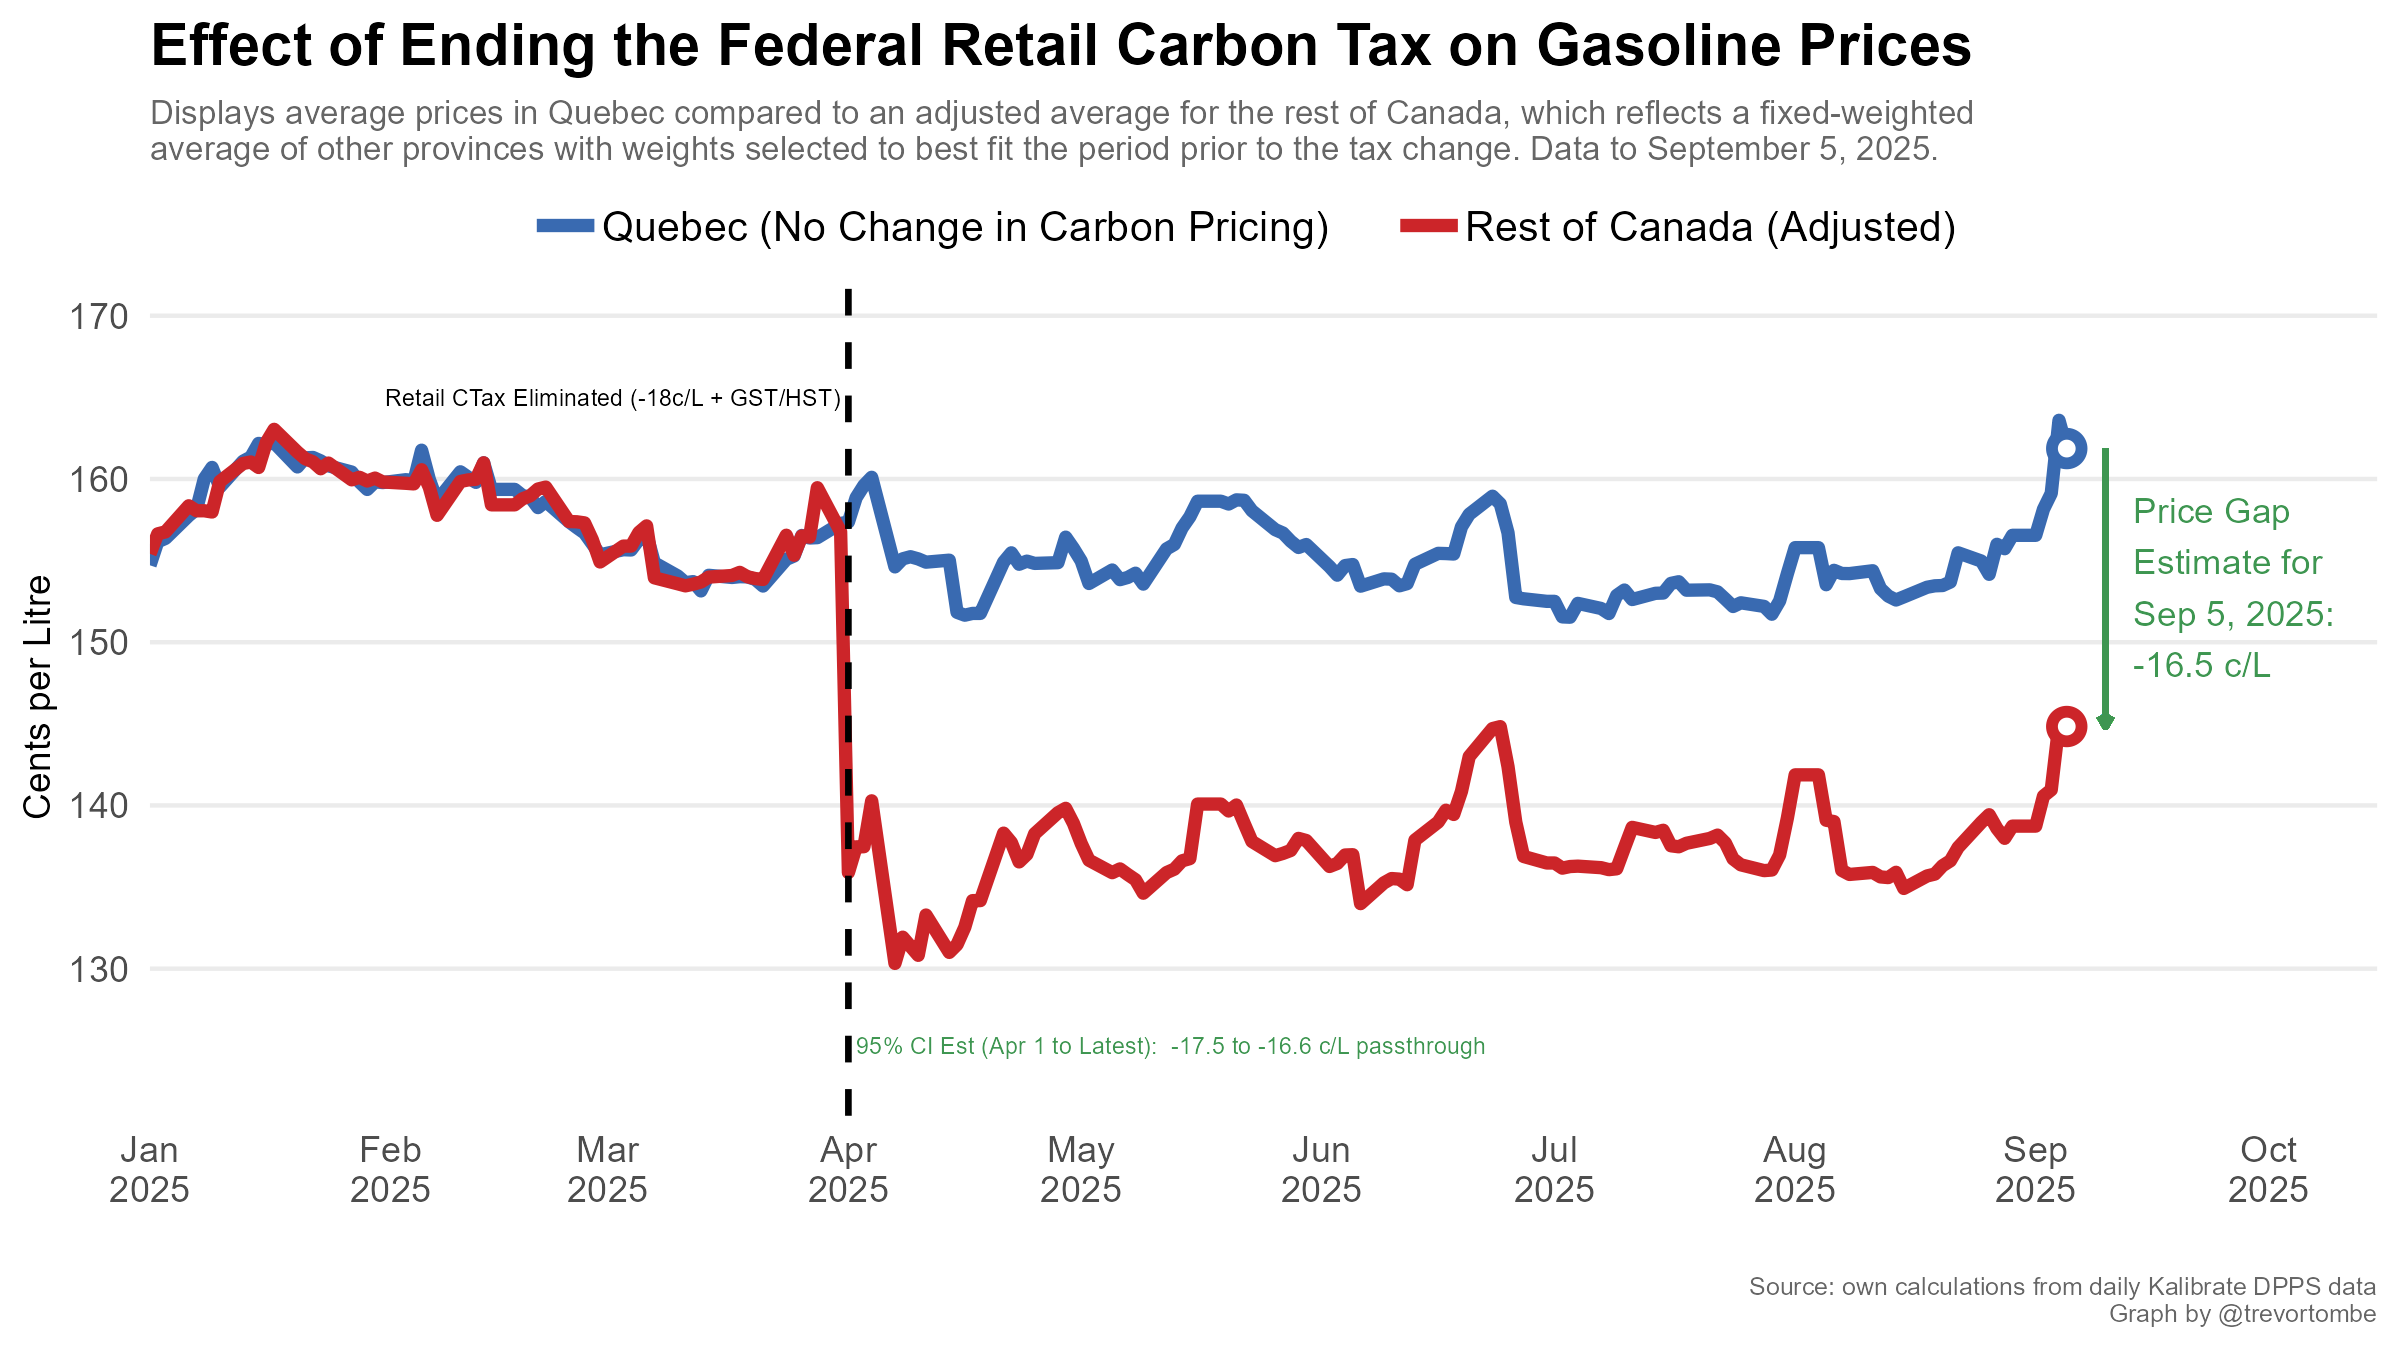 Effect of Ending the Federal Retail Carbon Tax on Gasoline Prices
Displays average prices in Quebec compared to an adjusted average for the rest of Canada, which reflects a fixed-weighted
average of other provinces with weights selected to best fit the period prior to the tax change. Data to September 5, 2025.
Quebec (No Change in Carbon Pricing)
Rest of Canada (Adjusted)
Cents per Litre
170
160
150
140
130
Retail CTax Eliminated (-18c/L + GST/HST)
Price Gap
Estimate for
Sep 5, 2025:
-16.5 c/L
95% CI Est (Apr 1 to Latest):  -17.5 to -16.6 c/L passthrough
Jan
2025
Feb
2025
Mar
2025
Apr
2025
May
2025
Jun
2025
Jul
2025
Aug
2025
Sep
2025
Oct
2025
Source: own calculations from daily Kalibrate DPPS data
Graph by @trevortombe